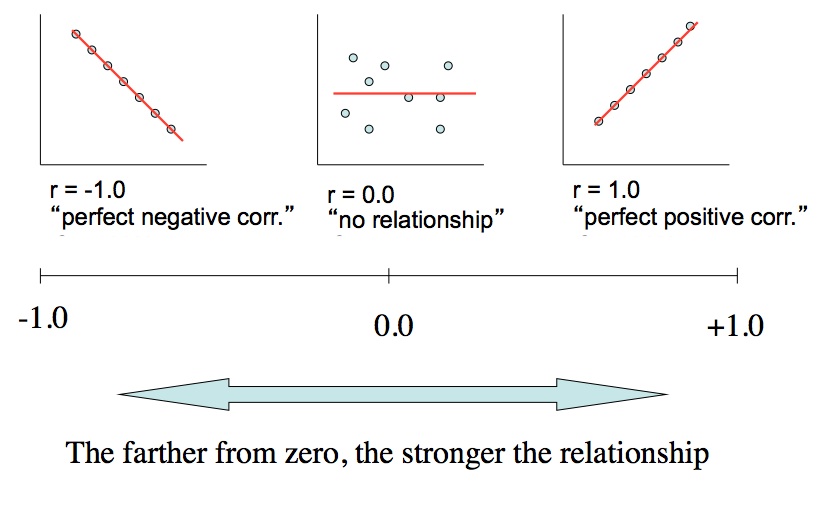 r = -1.0
“perfect negative corr.”
r = 0.0
“no relationship”
r = 1.0
“perfect positive corr.”
-1.0
0.0
+1.0
The farther from zero, the stronger the relationship